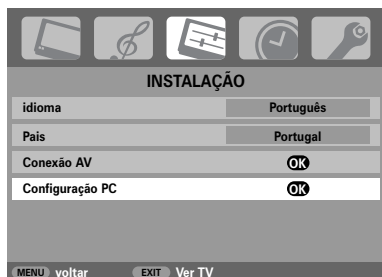 INSTALAÇÃO
idioma Português
Pais Portugal
Conexão AV OK
Configuração PC OK
MENU voltar EXIT Ver TV